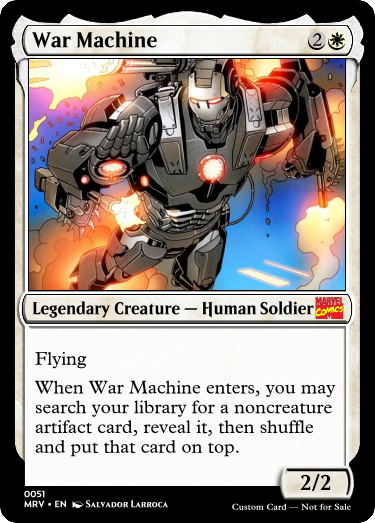 War Machine 2
Legendary Creature — Human Soldier MARVEL COMICS
Flying
When War Machine enters, you may
search your library for a noncreature
artifact card, reveal it, then shuffle
and put that card on top.
2/2
0051
MRV • EN Salvador Larroca
Custom Card — Not for Sale